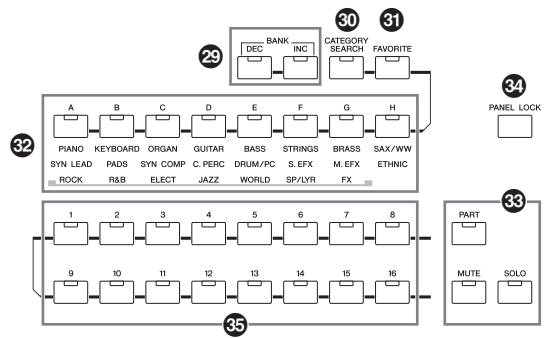 30 31
BANK CATEGORY SEARCH FAVORITE
29 DEC INC
34
PANEL LOCK
A B C D E F G H
32
PIANO KEYBOARD ORGAN GUITAR BASS STRINGS BRASS SAX/WW
SYN LEAD PADS SYN COMP C. PERC DRUM/PC S. EFX M. EFX ETHNIC
ROCK R&B ELECT JAZZ WORLD SP/LYR FX
33
1 2 3 4 5 6 7 8 PART
9 10 11 12 13 14 15 16 MUTE SOLO
35